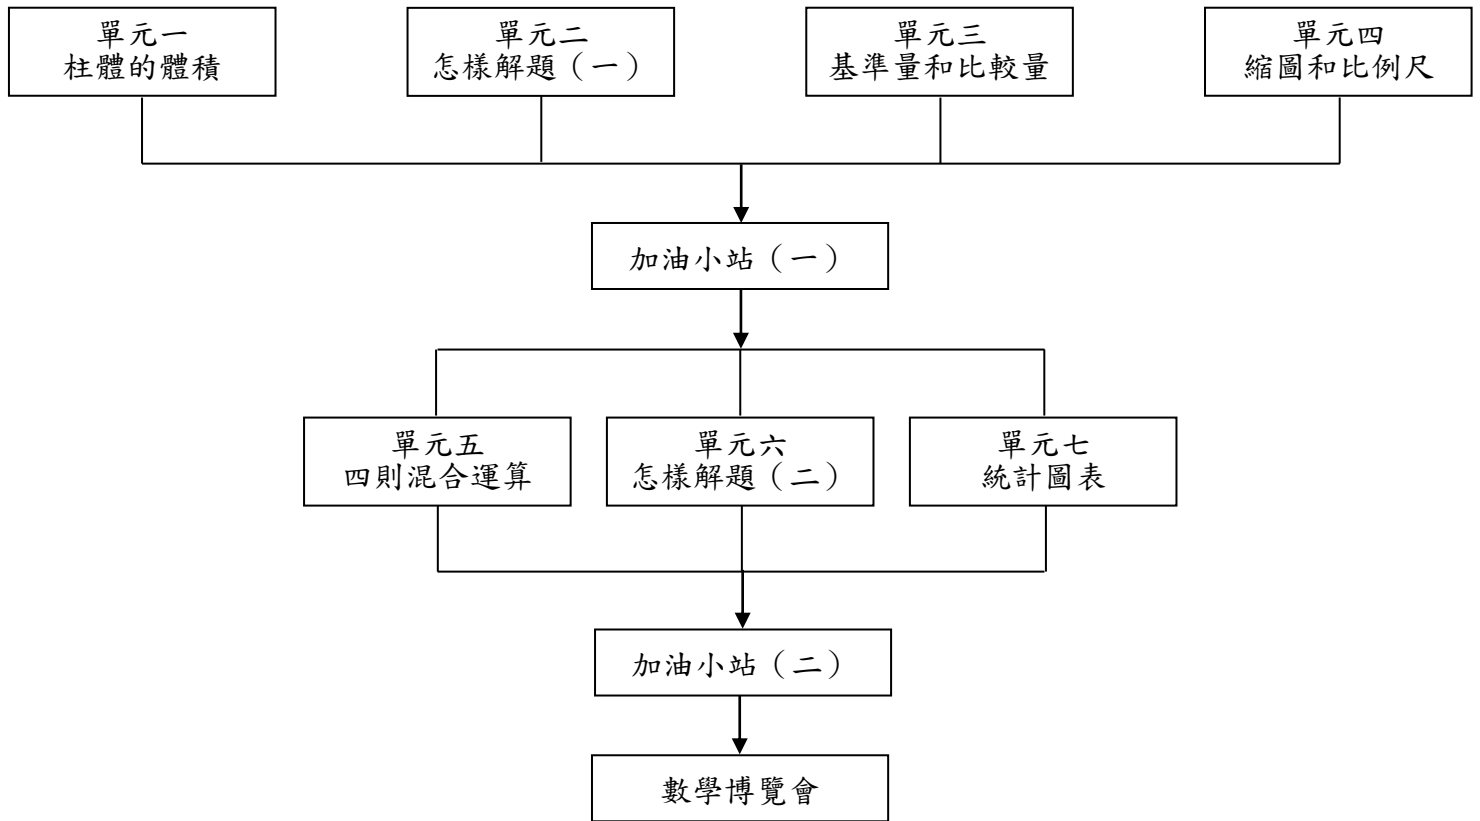 單元一
柱體的體積
單元二
怎樣解題（一）
單元三
基準量和比較量
單元四
縮圖和比例尺
加油小站（一）
單元五
四則混合運算
單元六
怎樣解題（二）
單元七
統計圖表
加油小站（二）
數學博覽會